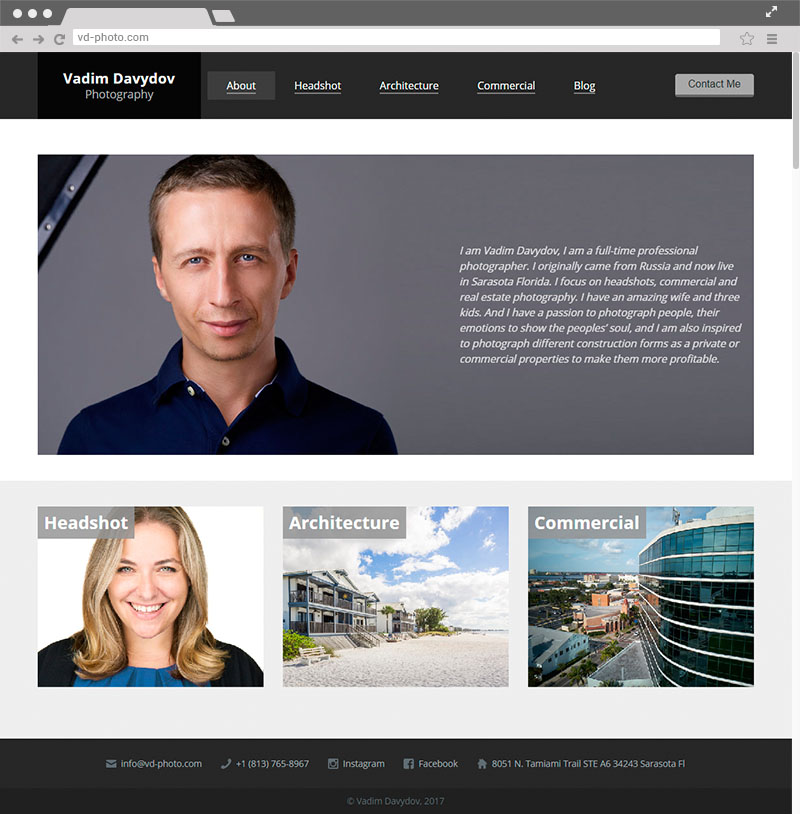 vd-photo.com
Vadim Davydov
Photography
About
Headshot
Architecture
Commercial
Blog
Contact Me
I am Vadim Davydov, I am a full-time professional
photographer. I originally came from Russia and now live
in Sarasota Florida. I focus on headshots, commercial and
real estate photography. I have an amazing wife and three
kids. And I have a passion to photograph people, their
emotions to show the peoples' soul, and I am also inspired
to photograph different construction forms as a private or
commercial properties to make them more profitable.
Headshot
Architecture
Commercial
info@vd-photo.com
+1 (813) 765-8967
Instagram
Facebook
8051 N. Tamiami Trail STE A6 34243 Sarasota Fl
© Vadim Davydov, 2017